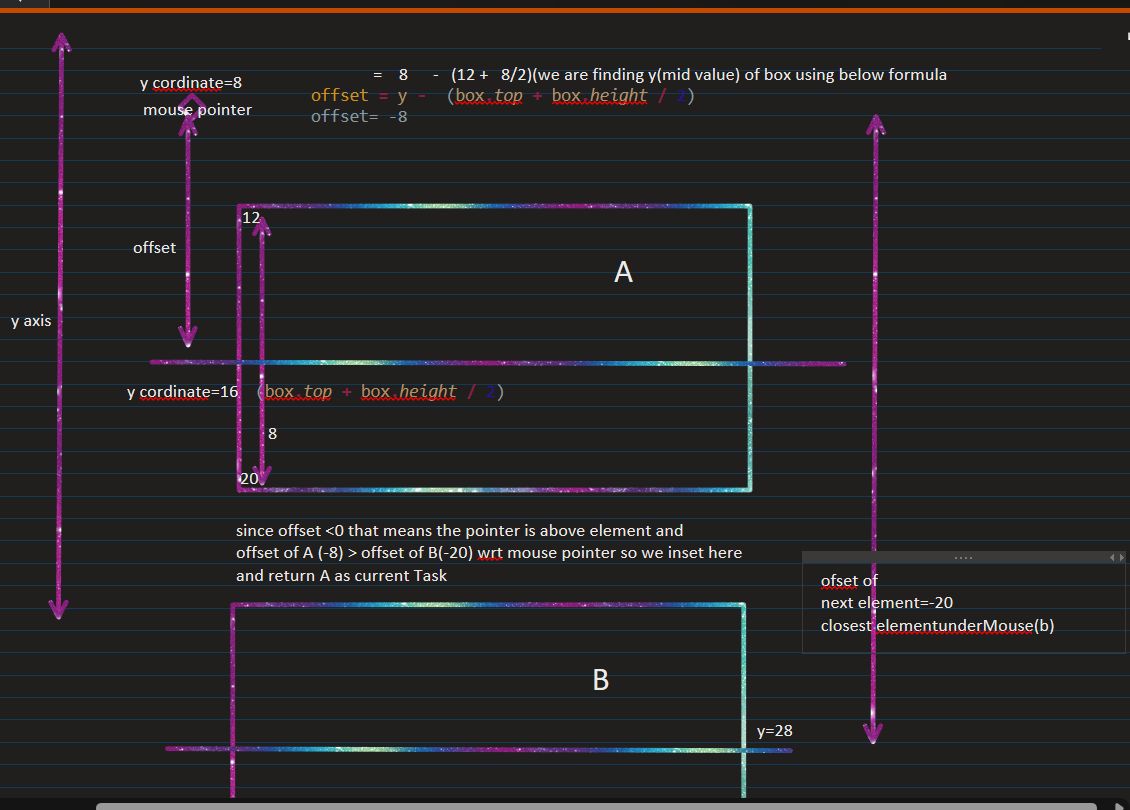 = 8 - (12 + 8/2)(we are finding y(mid value) of box using below formula
y cordinate=8
offset = y - (box.top + box.height / 2)
mouse pointer
offset= -8
12
offset
A
y axis
y cordinate=16 (box.top + box.height / 2)
8
20
since offset <0 that means the pointer is above element and
offset of A (-8) > offset of B(-20) wrt mouse pointer so we inset here
and return A as current Task
ofset of
next element=-20
closest elementunderMouse(b)
B
y=28